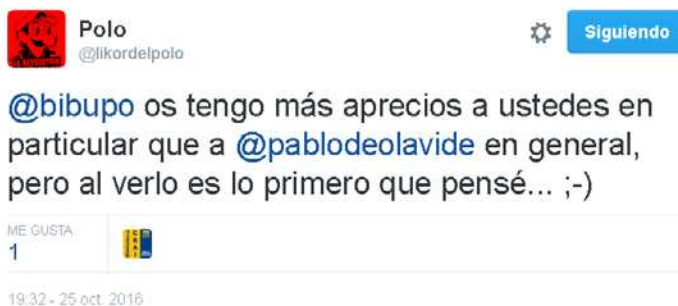 Polo
@likordelpolo
Siguiendo
@bibupo os tengo más aprecios a ustedes en
particular que a @pablodeolavide en general,
pero al verlo es lo primero que pensé... ;-)
ME GUSTA
1
19:32 - 25 oct. 2016